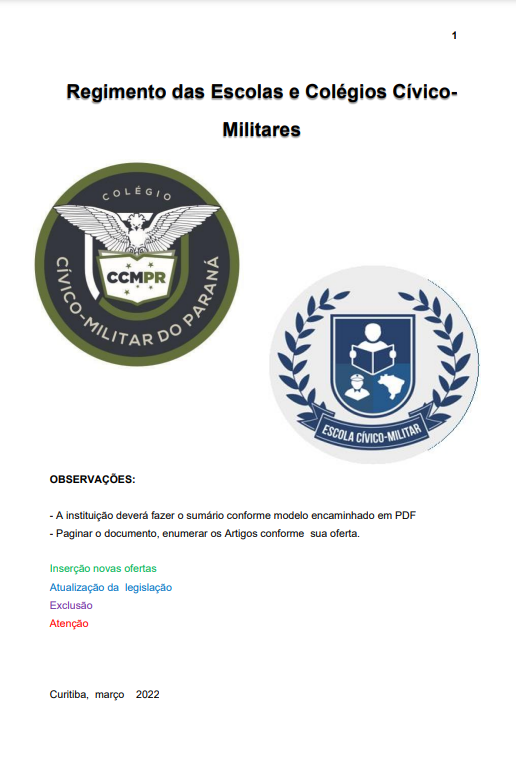 1
Regimento das Escolas e Colégios Cívico-
Militares
COLÉGIO
CCMPR
CÍVICO-MILITAR DO PARANÁ
ESCOLA CÍVICO-MILITAR
OBSERVAÇÕES:
- A instituição deverá fazer o sumário conforme modelo encaminhado em PDF
- Paginar o documento, enumerar os Artigos conforme sua oferta.
Inserção novas ofertas
Atualização da legislação
Exclusão
Atenção
Curitiba, março 2022